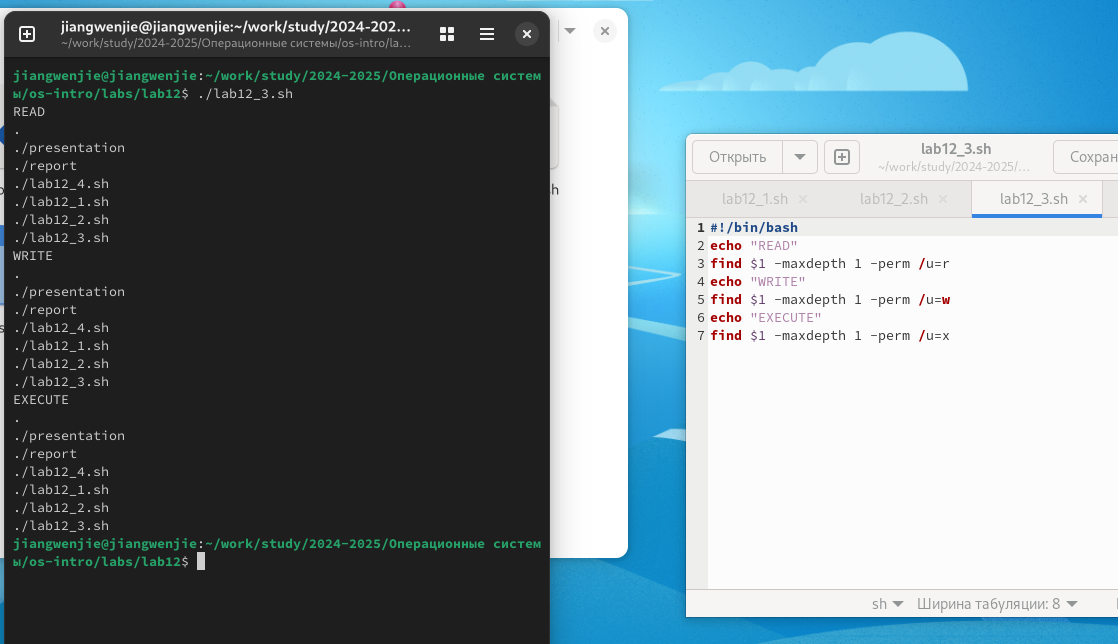 jiangwenjie@jiangwenjie:~/work/study/2024-202...
~/work/study/2024-2025/Операционные системы/os-intro/la...
jiangwenjie@jiangwenjie:~/work/study/2024-2025/Операционные систем
ы/os-intro/labs/lab12$ ./lab12_3.sh
READ
.
./presentation
./report
./lab12_4.sh
./lab12_1.sh
./lab12_2.sh
./lab12_3.sh
WRITE
.
./presentation
./report
./lab12_4.sh
./lab12_1.sh
./lab12_2.sh
./lab12_3.sh
EXECUTE
.
./presentation
./report
./lab12_4.sh
./lab12_1.sh
./lab12_2.sh
./lab12_3.sh
jiangwenjie@jiangwenjie:~/work/study/2024-2025/Операционные систем
ы/os-intro/labs/lab12$
Открыть
lab12_3.sh
~/work/study/2024-2025/...
Сохран
lab12_1.sh lab12_2.sh lab12_3.sh
1 #!/bin/bash
2 echo "READ"
3 find $1 -maxdepth 1 -perm /u=r
4 echo "WRITE"
5 find $1 -maxdepth 1 -perm /u=w
6 echo "EXECUTE"
7 find $1 -maxdepth 1 -perm /u=x
sh Ширина табуляции: 8